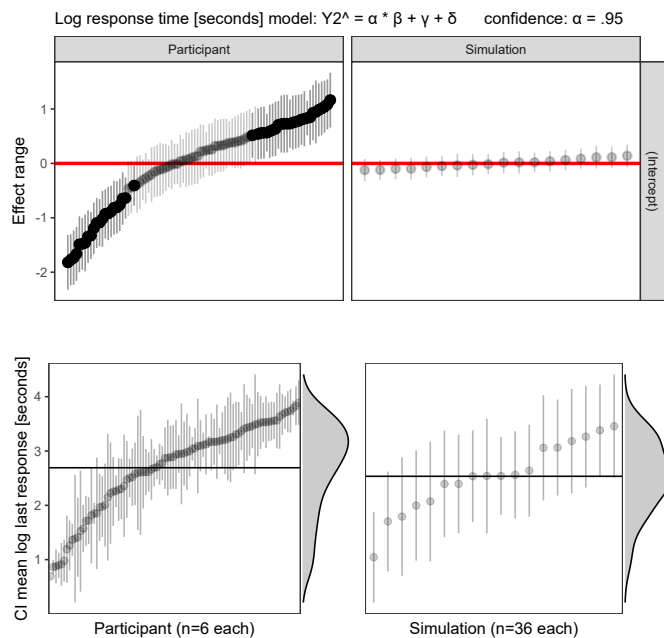 Log response time [seconds] model: Y2^ = α * β + γ + δ confidence: α = .95
Participant
Simulation
Effect range
1
0
-1
-2
(Intercept)
CI mean log last response [seconds]
4
3
2
1
Participant (n=6 each)
Simulation (n=36 each)